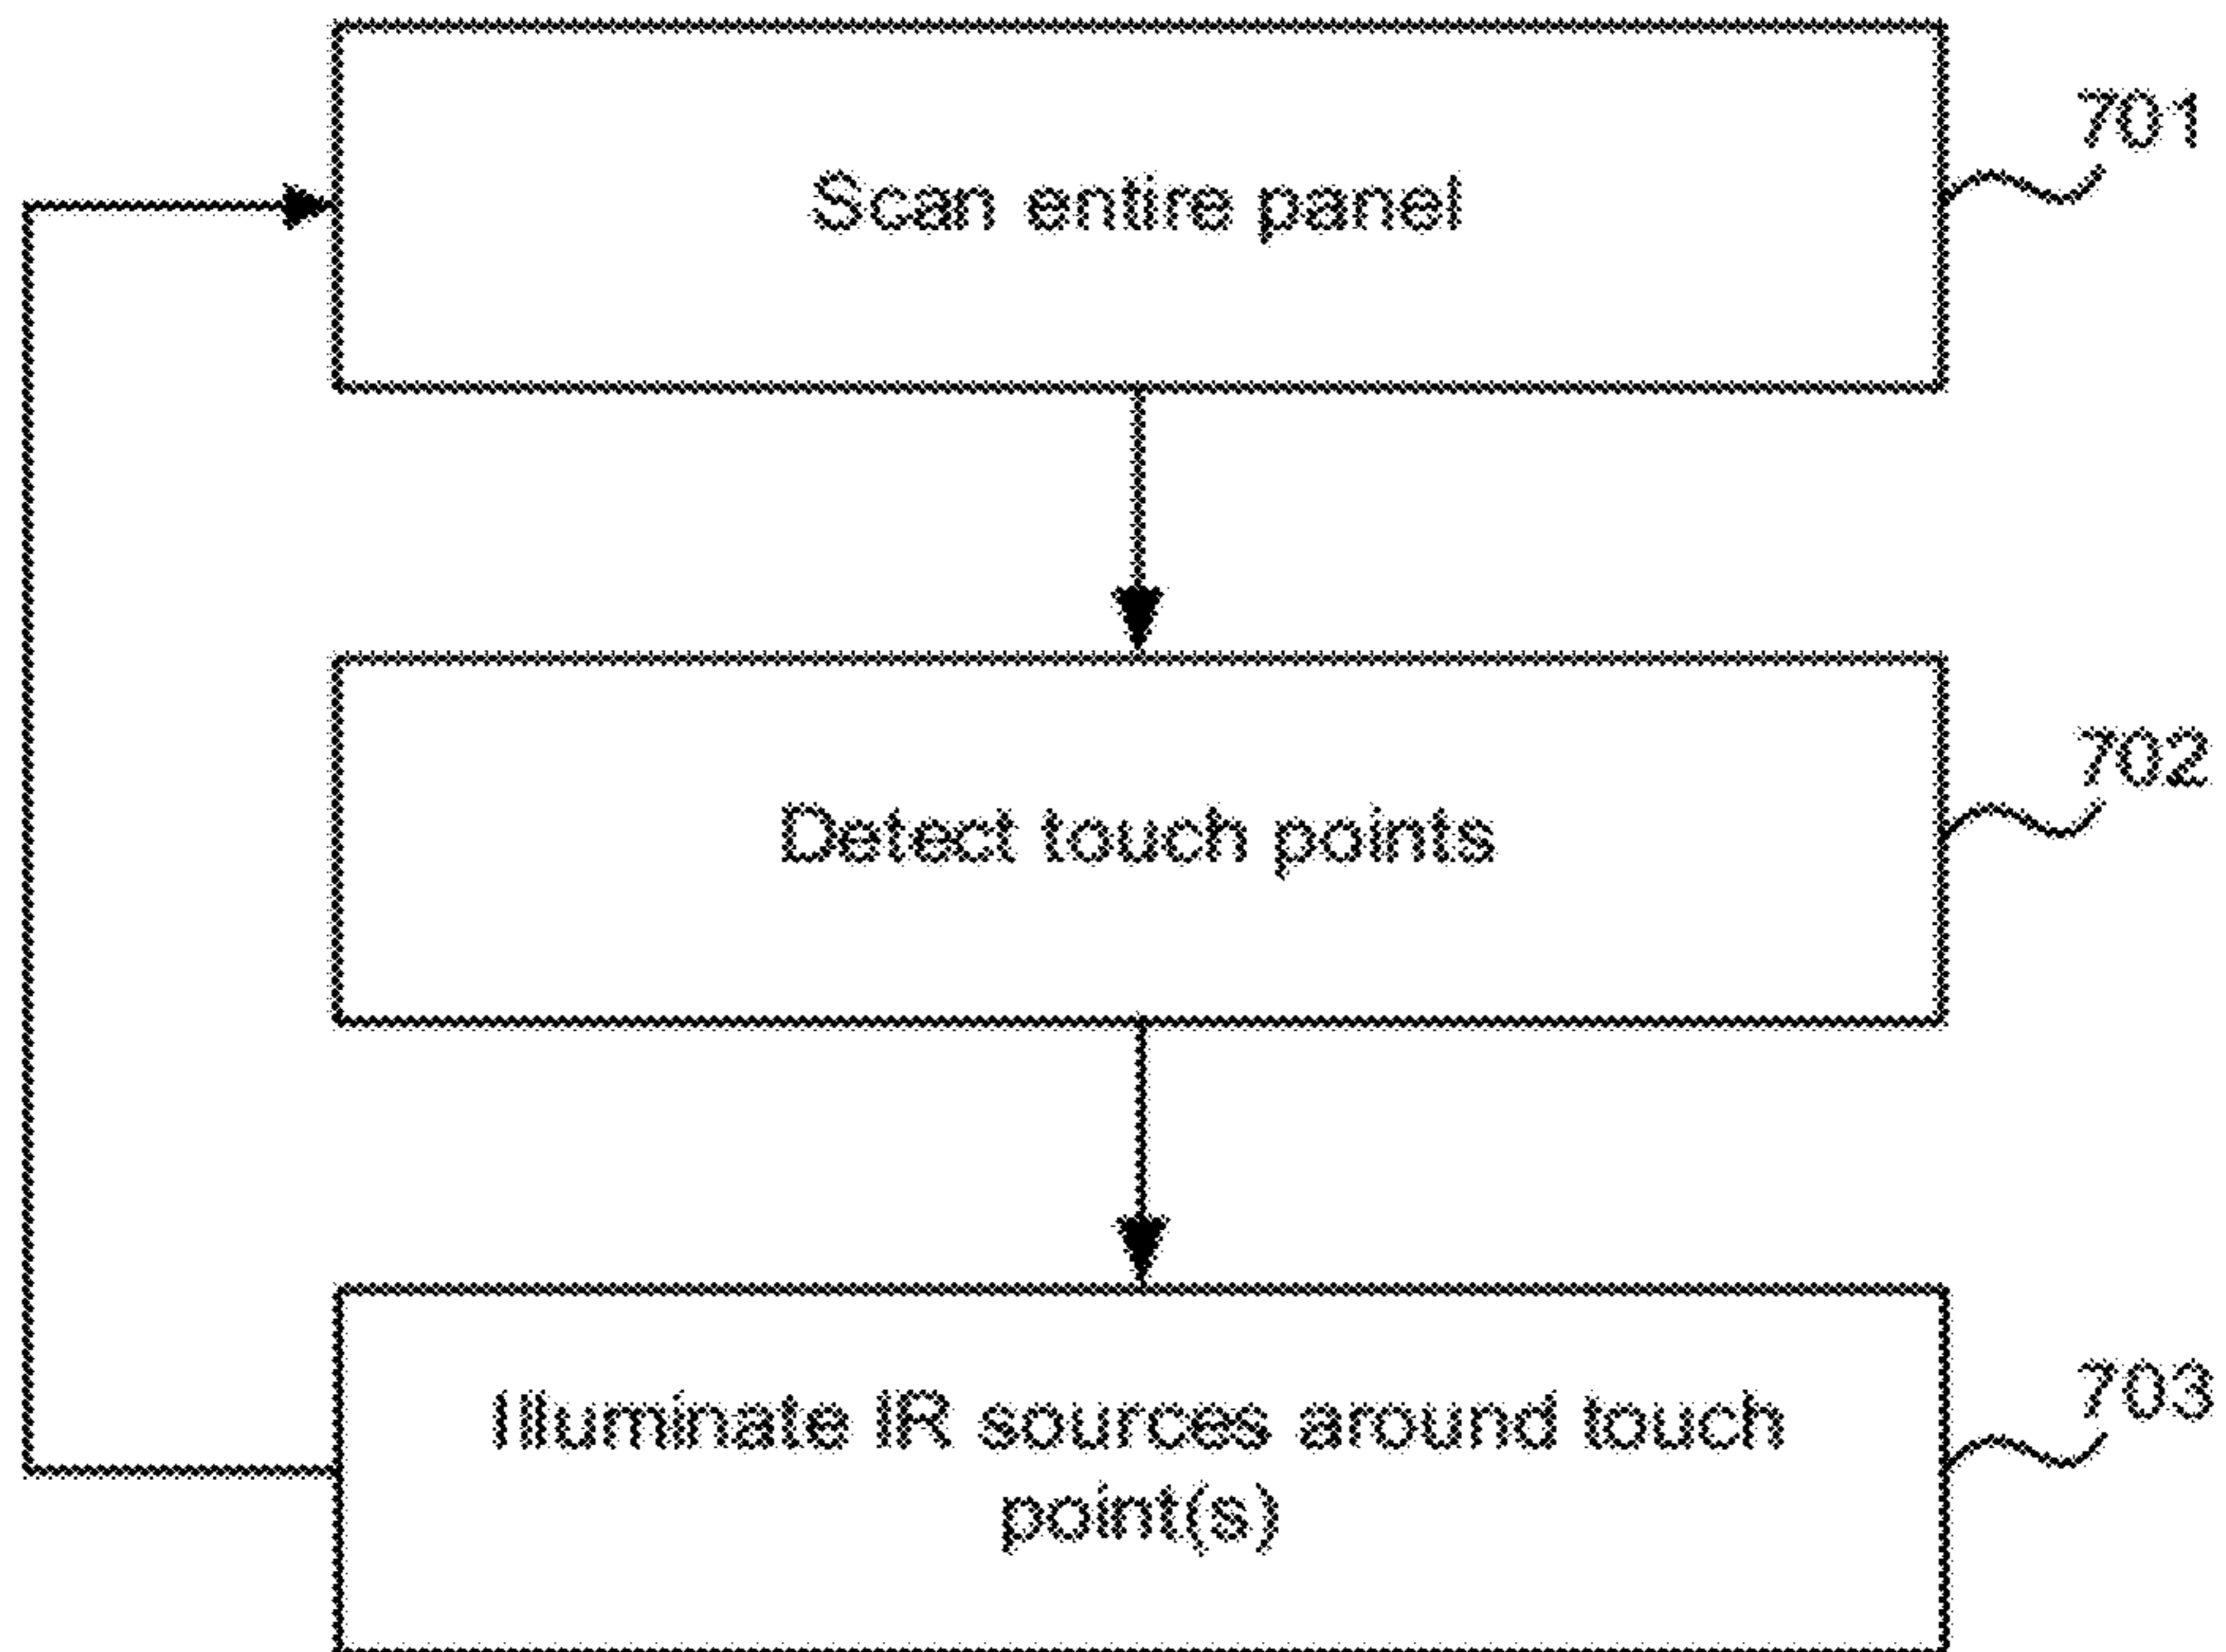 Scan entire panel
701
Detect touch points
702
Illuminate IR sources around touch
point(s)
703